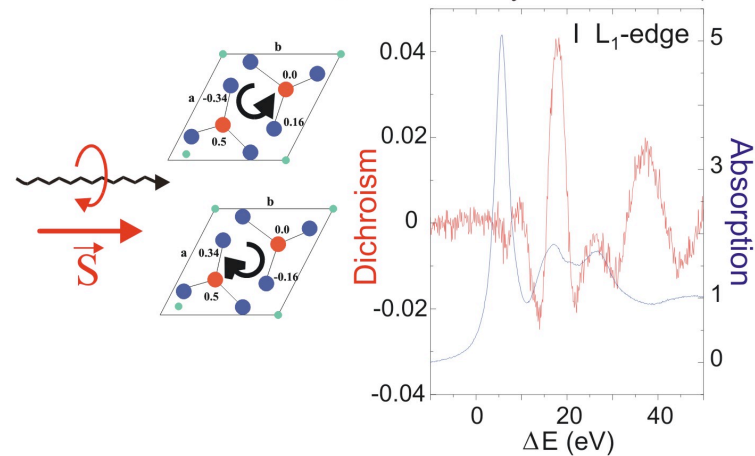 b
0.0
a
-0.34
0.16
0.5
b
0.0
a
0.34
-0.16
0.5
S
I L₁-edge
Dichroism
0.04
0.02
0
-0.02
-0.04
Absorption
5
3
1
0
0 20 40
ΔE (eV)